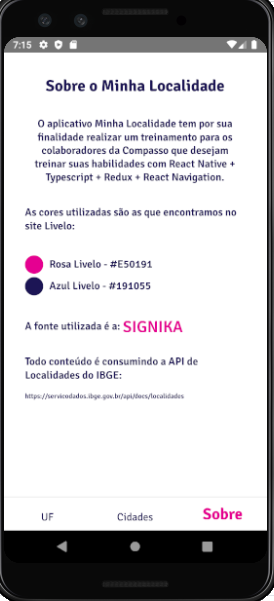 7:15
Sobre o Minha Localidade
O aplicativo Minha Localidade tem por sua
finalidade realizar um treinamento para os
colaboradores da Compasso que desejam
treinar suas habilidades com React Native +
Typescript + Redux + React Navigation.
As cores utilizadas são as que encontramos no
site Livelo:
Rosa Livelo - #E50191
Azul Livelo - #191055
A fonte utilizada é a: SIGNIKA
Todo conteúdo é consumindo a API de
Localidades do IBGE:
https://servicodados.ibge.gov.br/api/docs/localidades
UF Cidades Sobre